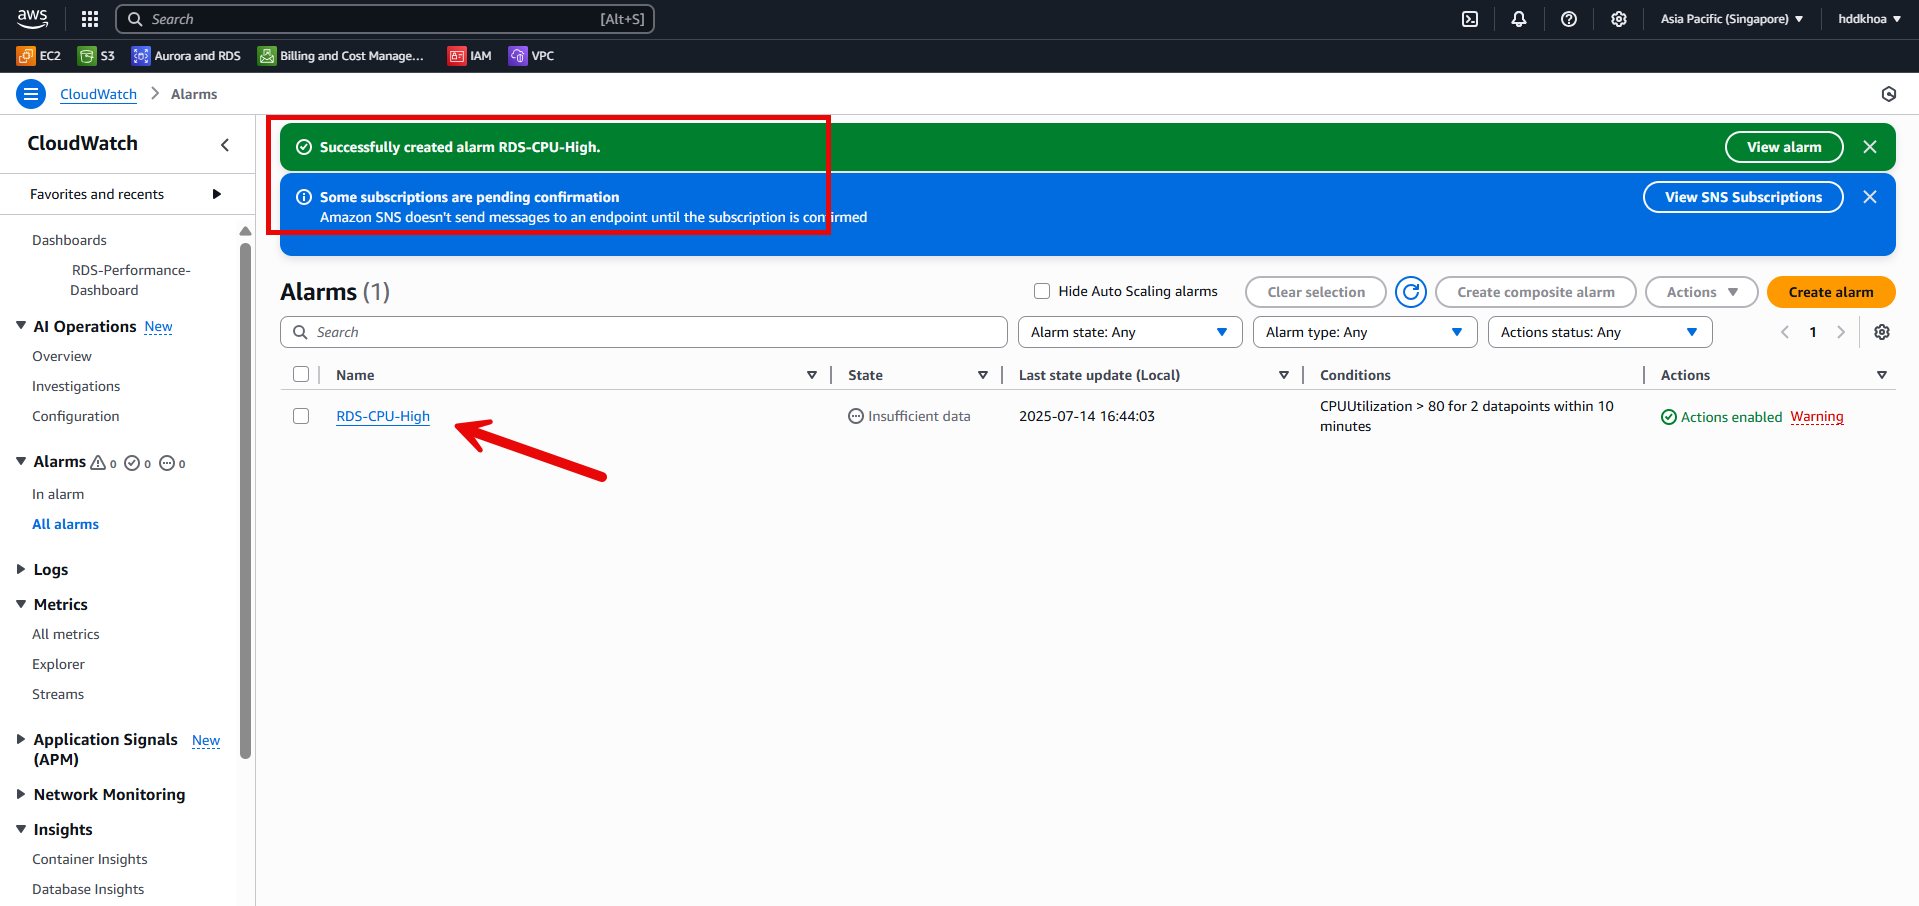 aws
Search [Alt+S]
Asia Pacific (Singapore) hddkhoa
EC2 S3 Aurora and RDS Billing and Cost Manage... IAM VPC
CloudWatch Alarms
CloudWatch
Favorites and recents
Dashboards
RDS-Performance-
Dashboard
AI Operations New
Overview
Investigations
Configuration
Alarms 0 0 0
In alarm
All alarms
Logs
Metrics
All metrics
Explorer
Streams
Application Signals New
(APM)
Network Monitoring
Insights
Container Insights
Database Insights
Successfully created alarm RDS-CPU-High.
View alarm
Some subscriptions are pending confirmation
Amazon SNS doesn't send messages to an endpoint until the subscription is confirmed
View SNS Subscriptions
Alarms (1)
Hide Auto Scaling alarms Clear selection Create composite alarm Actions Create alarm
Search Alarm state: Any Alarm type: Any Actions status: Any 1
Name State Last state update (Local) Conditions Actions
RDS-CPU-High Insufficient data 2025-07-14 16:44:03 CPUUtilization > 80 for 2 datapoints within 10 Actions enabled Warning
minutes